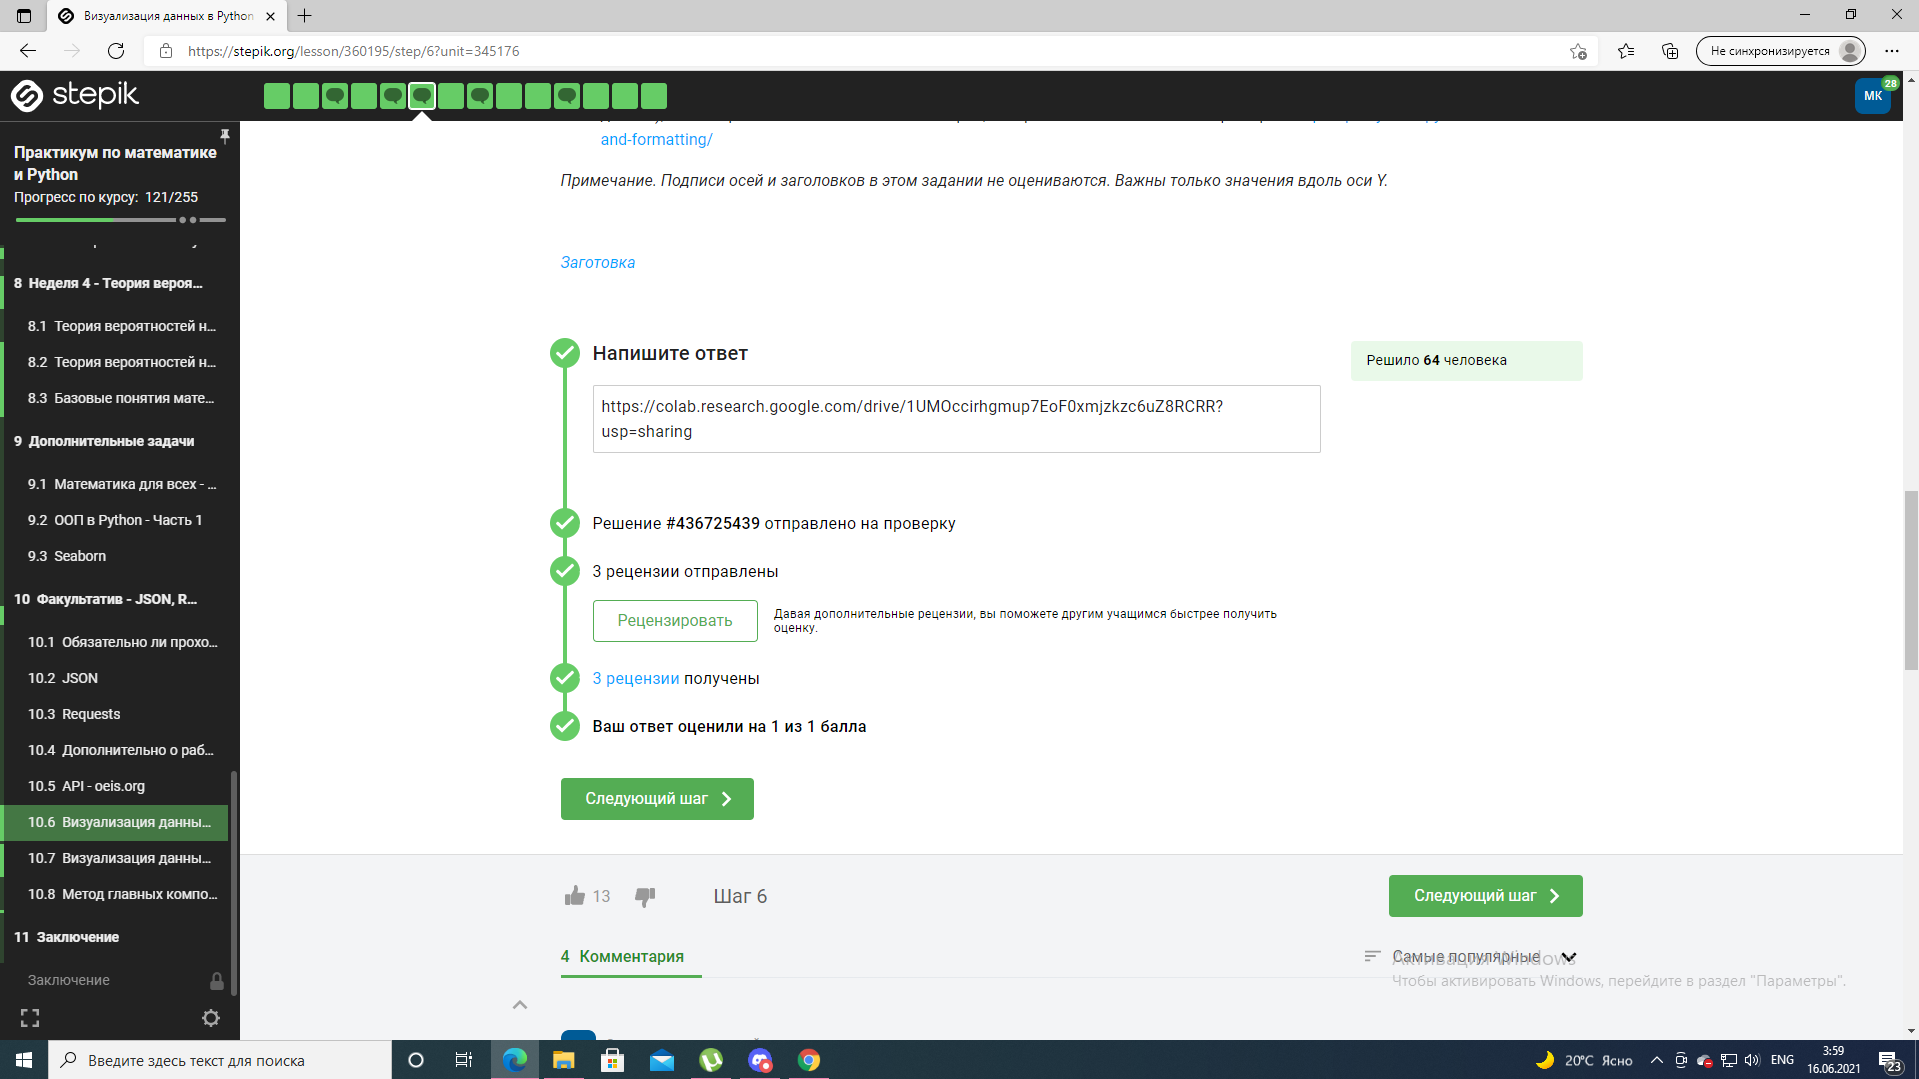 Визуализация данных в Python
https://stepik.org/lesson/360195/step/6?unit=345176
Не синхронизируется
stepik
МК
28
Практикум по математике
и Python
Прогресс по курсу: 121/255
8 Неделя 4 - Теория вероя...
8.1 Теория вероятностей н...
8.2 Теория вероятностей н...
8.3 Базовые понятия мате...
9 Дополнительные задачи
9.1 Математика для всех - ...
9.2 ООП в Python - Часть 1
9.3 Seaborn
10 Факультатив - JSON, R...
10.1 Обязательно ли прохо...
10.2 JSON
10.3 Requests
10.4 Дополнительно о раб...
10.5 API - oeis.org
10.6 Визуализация данны...
10.7 Визуализация данны...
10.8 Метод главных компо...
11 Заключение
Заключение
and-formatting/
Примечание. Подписи осей и заголовков в этом задании не оцениваются. Важны только значения вдоль оси Y.
Заготовка
Напишите ответ
Решило 64 человека
https://colab.research.google.com/drive/1UMOccirhgmup7EoF0xmjzkzc6uZ8RCRR?
usp=sharing
Решение #436725439 отправлено на проверку
3 рецензии отправлены
Рецензировать
Давая дополнительные рецензии, вы поможете другим учащимся быстрее получить
оценку.
3 рецензии получены
Ваш ответ оценили на 1 из 1 балла
Следующий шаг
13
Шаг 6
Следующий шаг
4 Комментария
Самые популярные
Активация Windows
Чтобы активировать Windows, перейдите в раздел "Параметры".
Введите здесь текст для поиска
20°C Ясно
ENG
3:59
16.06.2021
23